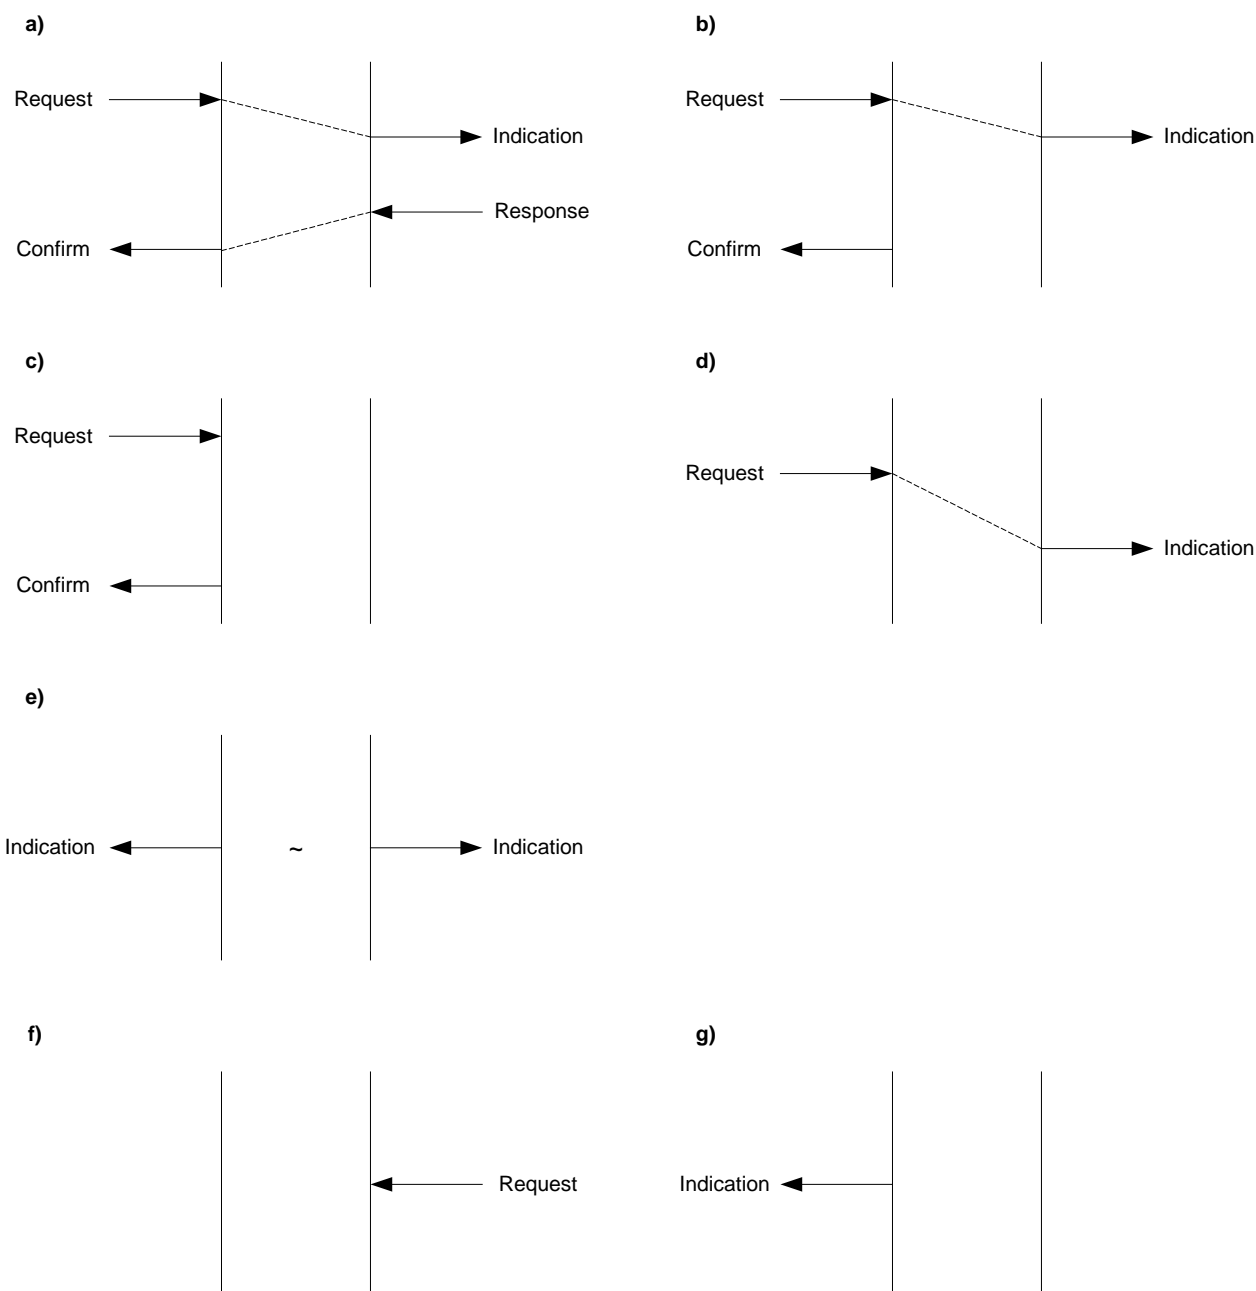 a)
Request
Indication
Response
Confirm
b)
Request
Indication
Confirm
c)
Request
Confirm
d)
Request
Indication
e)
Indication ~ Indication
f)
Request
g)
Indication